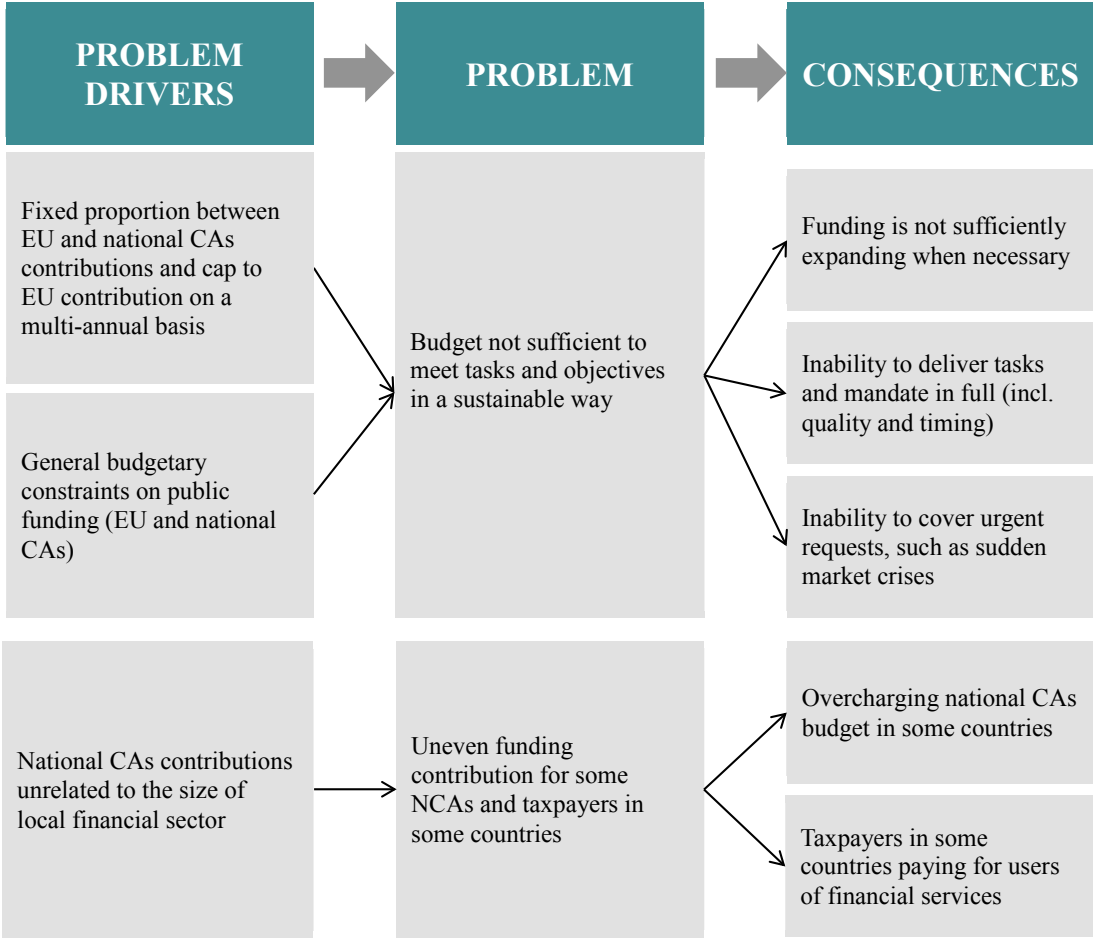 PROBLEM
DRIVERS
PROBLEM
CONSEQUENCES
Fixed proportion between
EU and national CAs
contributions and cap to
EU contribution on a
multi-annual basis
General budgetary
constraints on public
funding (EU and national
CAs)
Budget not sufficient to
meet tasks and objectives
in a sustainable way
Funding is not sufficiently
expanding when necessary
Inability to deliver tasks
and mandate in full (incl.
quality and timing)
Inability to cover urgent
requests, such as sudden
market crises
National CAs contributions
unrelated to the size of
local financial sector
Uneven funding
contribution for some
NCAs and taxpayers in
some countries
Overcharging national CAs
budget in some countries
Taxpayers in some
countries paying for users
of financial services